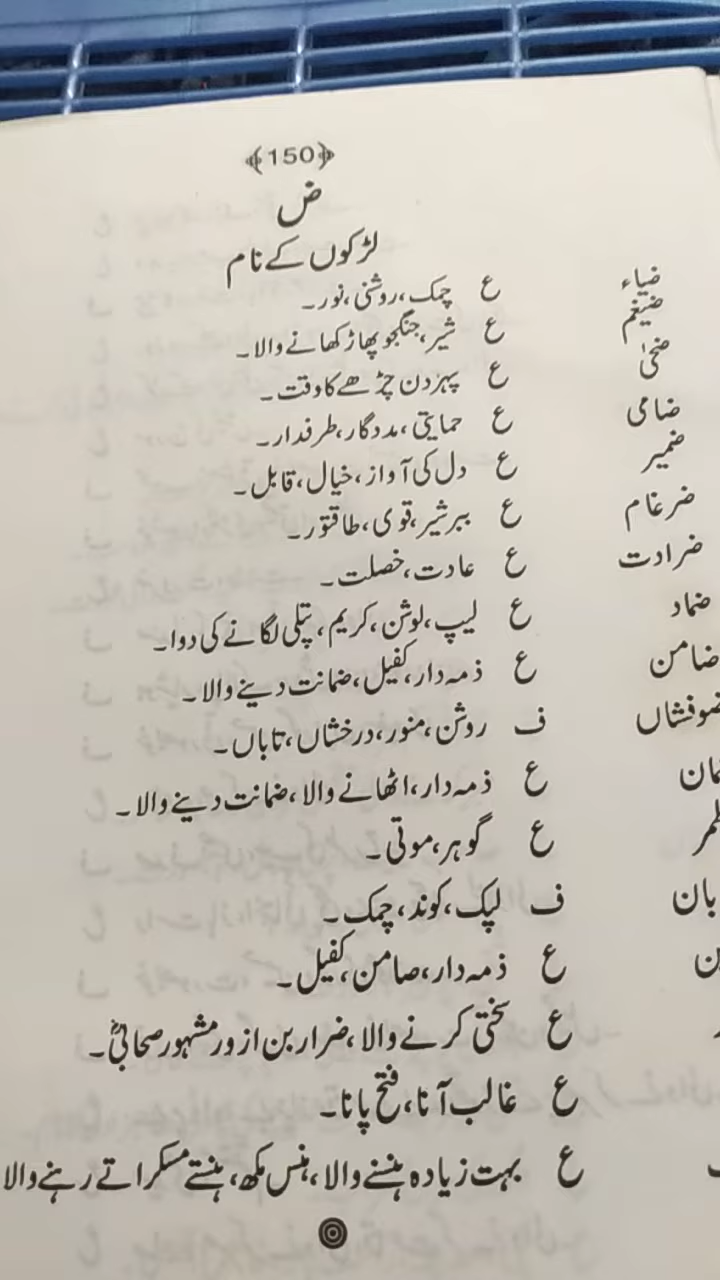 ﴾150﴿
ض
لڑکوں کے نام
ضیاء ع چمک، روشنی، نور۔
ضیغم ع شیر، جنگجو پھاڑ کھانے والا۔
ضحیٰ ع پہر دن چڑھے کا وقت۔
ضامی ع حمایتی، مددگار، طرفدار۔
ضمیر ع دل کی آواز، خیال، قابل۔
ضرغام ع ببر شیر، قوی، طاقتور۔
ضرادت ع عادت، خصلت۔
ضماد ع لیپ، لوشن، کریم، پتلی لگانے کی دوا۔
ضامن ع ذمہ دار، کفیل، ضمانت دینے والا۔
ضوفشاں ف روشن، منور، درخشاں، تاباں۔
ع ذمہ دار، اٹھانے والا، ضمانت دینے والا۔
ع گوہر، موتی۔
ف لپک، کوند، چمک۔
ع ذمہ دار، صامن، کفیل۔
ع سختی کرنے والا، ضرار بن ازور مشہور صحابیؓ۔
ع غالب آنا، فتح پانا۔
ع بہت زیادہ ہنسنے والا، ہنس مکھ، ہنستے مسکراتے رہنے والا